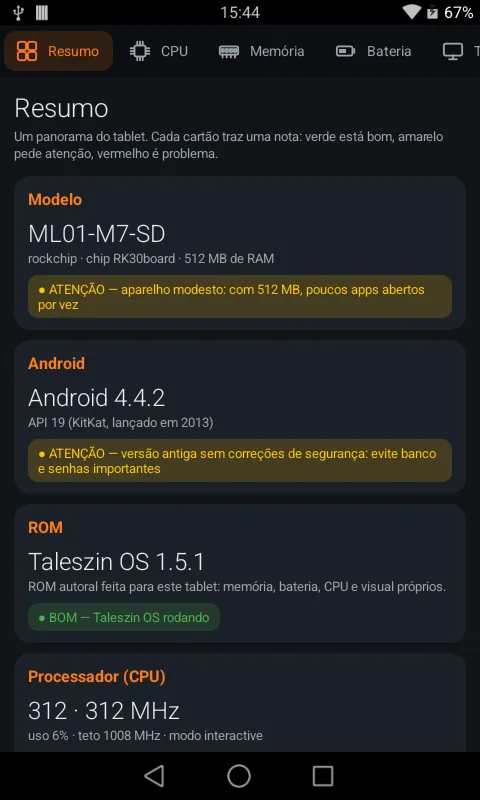 15:44
67%
Resumo
CPU
Memória
Bateria
T
Resumo
Um panorama do tablet. Cada cartão traz uma nota: verde está bom, amarelo
pede atenção, vermelho é problema.
Modelo
ML01-M7-SD
rockchip · chip RK30board · 512 MB de RAM
● ATENÇÃO — aparelho modesto: com 512 MB, poucos apps abertos
por vez
Android
Android 4.4.2
API 19 (KitKat, lançado em 2013)
● ATENÇÃO — versão antiga sem correções de segurança: evite banco
e senhas importantes
ROM
Taleszin OS 1.5.1
ROM autoral feita para este tablet: memória, bateria, CPU e visual próprios.
● BOM — Taleszin OS rodando
Processador (CPU)
312 · 312 MHz
uso 6% · teto 1008 MHz · modo interactive